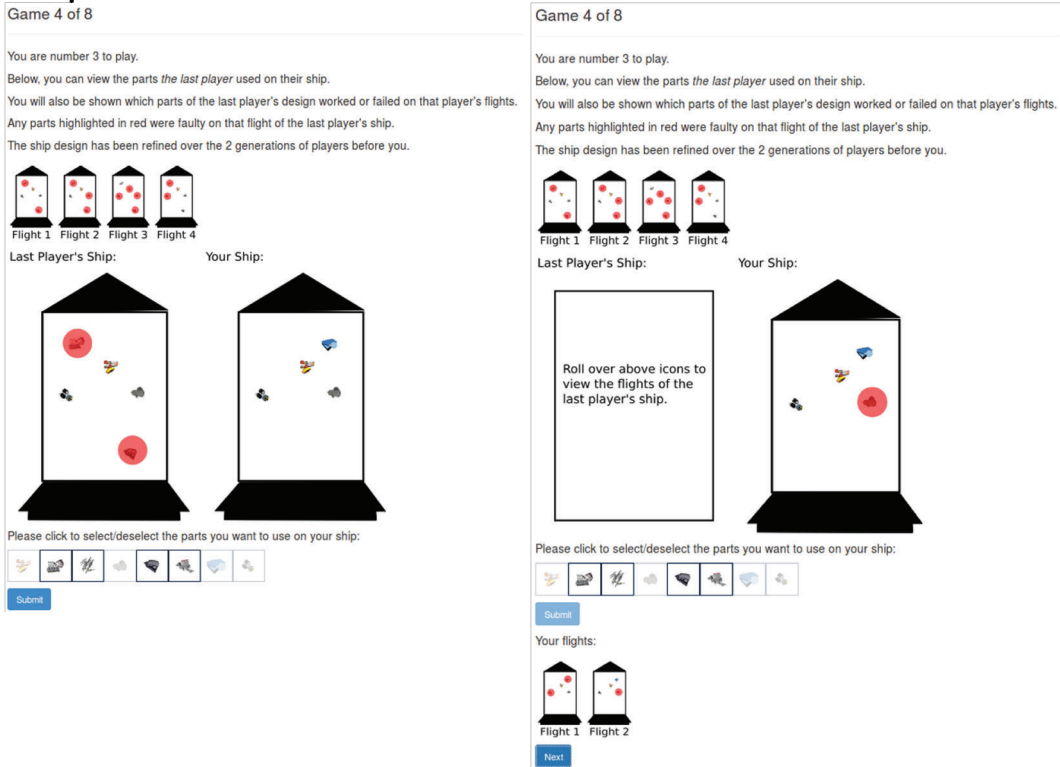 Game 4 of 8
You are number 3 to play.
Below, you can view the parts the last player used on their ship.
You will also be shown which parts of the last player's design worked or failed on that player's flights.
Any parts highlighted in red were faulty on that flight of the last player's ship.
The ship design has been refined over the 2 generations of players before you.
Flight 1 Flight 2 Flight 3 Flight 4
Last Player's Ship: Your Ship:
Please click to select/deselect the parts you want to use on your ship:
Submit
Game 4 of 8
You are number 3 to play.
Below, you can view the parts the last player used on their ship.
You will also be shown which parts of the last player's design worked or failed on that player's flights.
Any parts highlighted in red were faulty on that flight of the last player's ship.
The ship design has been refined over the 2 generations of players before you.
Flight 1 Flight 2 Flight 3 Flight 4
Last Player's Ship: Your Ship:
Roll over above icons to
view the flights of the
last player's ship.
Please click to select/deselect the parts you want to use on your ship:
Submit
Your flights:
Flight 1 Flight 2
Next